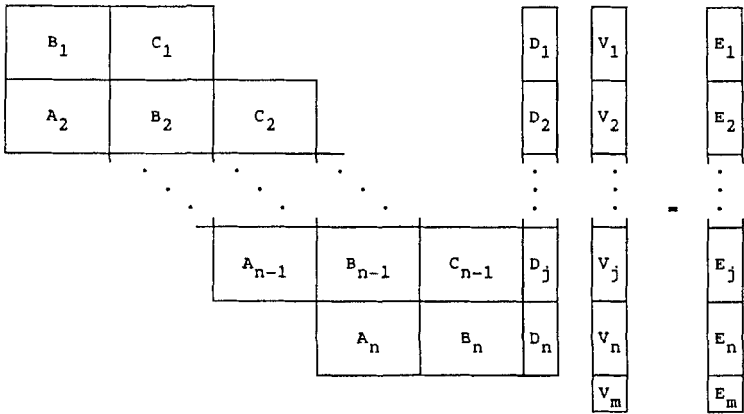 B₁ C₁ D₁ V₁ E₁
A₂ B₂ C₂ D₂ V₂ E₂
=
Aₙ₋₁ Bₙ₋₁ Cₙ₋₁ Dⱼ Vⱼ Eⱼ
Aₙ Bₙ Dₙ Vₙ Eₙ
Vₘ Eₘ